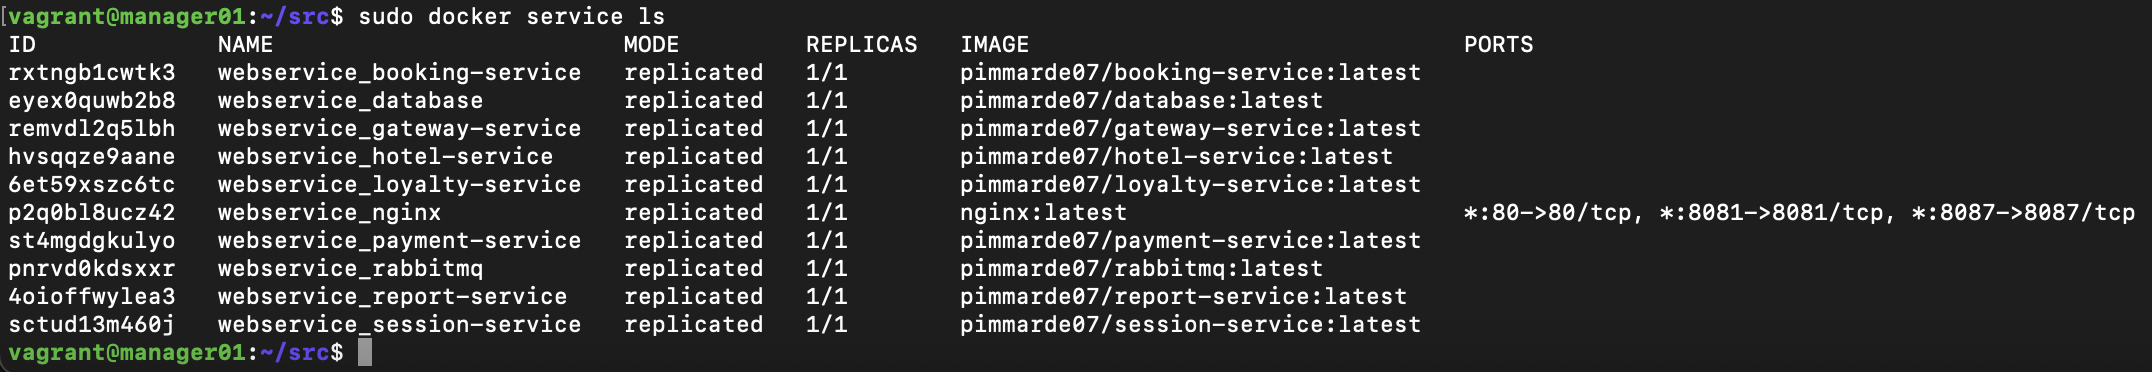 [vagrant@manager01:~/src$ sudo docker service ls
ID NAME MODE REPLICAS IMAGE PORTS
rxtngb1cwtk3 webservice_booking-service replicated 1/1 pimmarde07/booking-service:latest
eyex0quwb2b8 webservice_database replicated 1/1 pimmarde07/database:latest
remvdl2q5lbh webservice_gateway-service replicated 1/1 pimmarde07/gateway-service:latest
hvsqqze9aane webservice_hotel-service replicated 1/1 pimmarde07/hotel-service:latest
6et59xszc6tc webservice_loyalty-service replicated 1/1 pimmarde07/loyalty-service:latest
p2q0bl8ucz42 webservice_nginx replicated 1/1 nginx:latest *:80->80/tcp, *:8081->8081/tcp, *:8087->8087/tcp
st4mgdgkulyo webservice_payment-service replicated 1/1 pimmarde07/payment-service:latest
pnrvd0kdsxxr webservice_rabbitmq replicated 1/1 pimmarde07/rabbitmq:latest
4oioffwylea3 webservice_report-service replicated 1/1 pimmarde07/report-service:latest
sctud13m460j webservice_session-service replicated 1/1 pimmarde07/session-service:latest
vagrant@manager01:~/src$